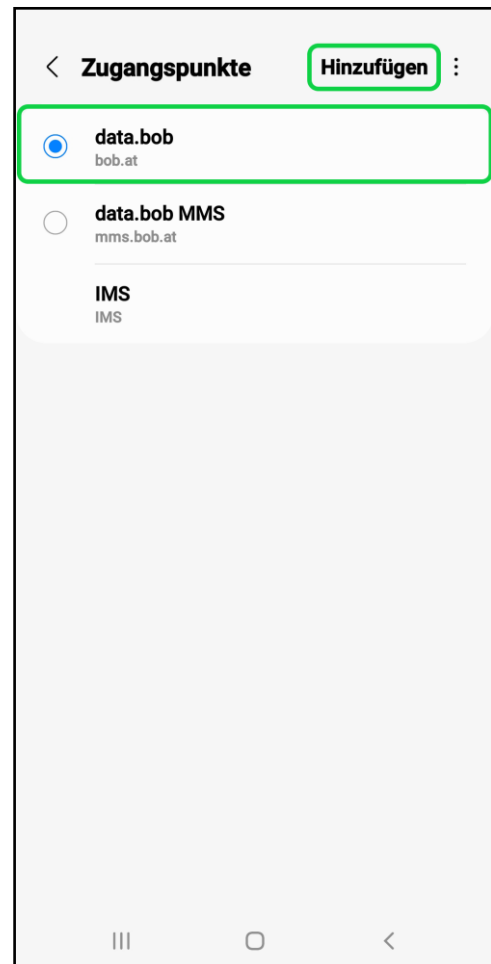 Zugangspunkte Hinzufügen
data.bob
bob.at
data.bob MMS
mms.bob.at
IMS
IMS